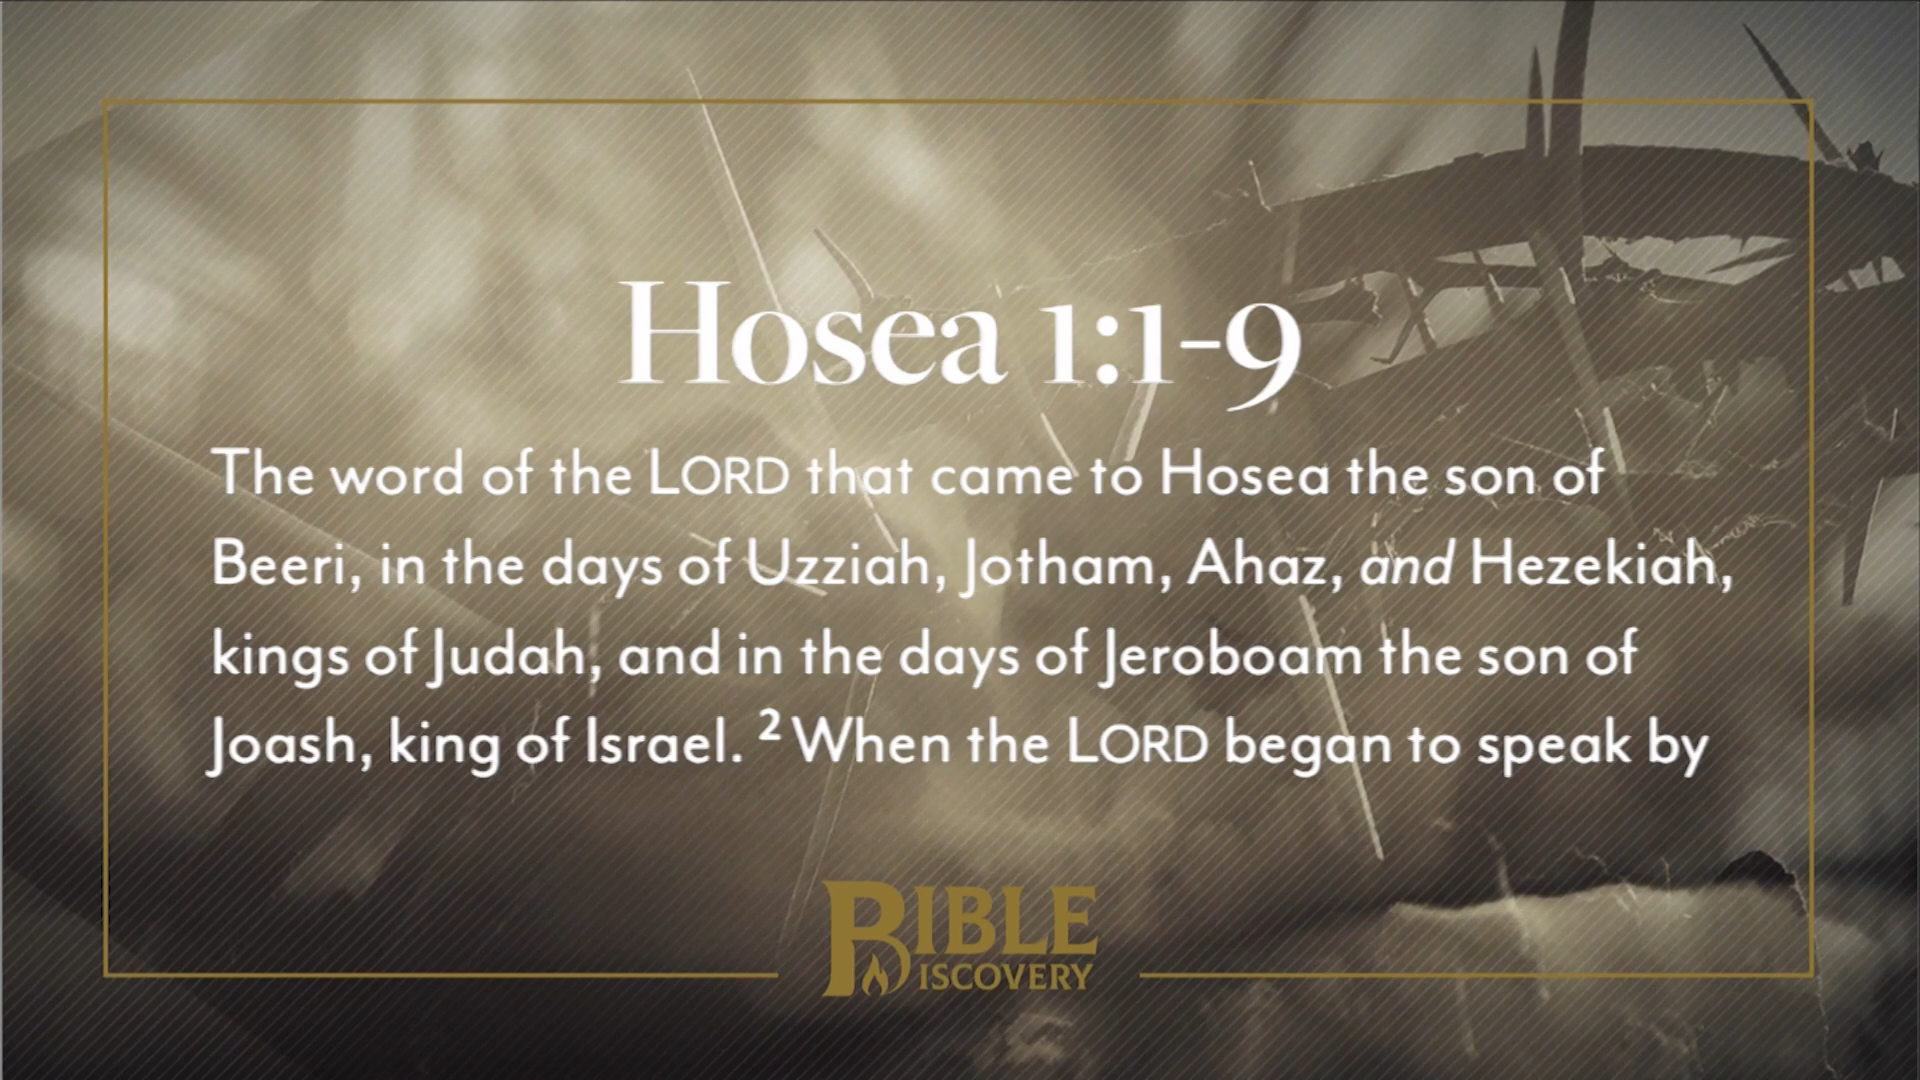 Hosea 1:1-9
The word of the LORD that came to Hosea the son of
Beeri, in the days of Uzziah, Jotham, Ahaz, and Hezekiah,
kings of Judah, and in the days of Jeroboam the son of
Joash, king of Israel. ² When the LORD began to speak by
BIBLE
DISCOVERY